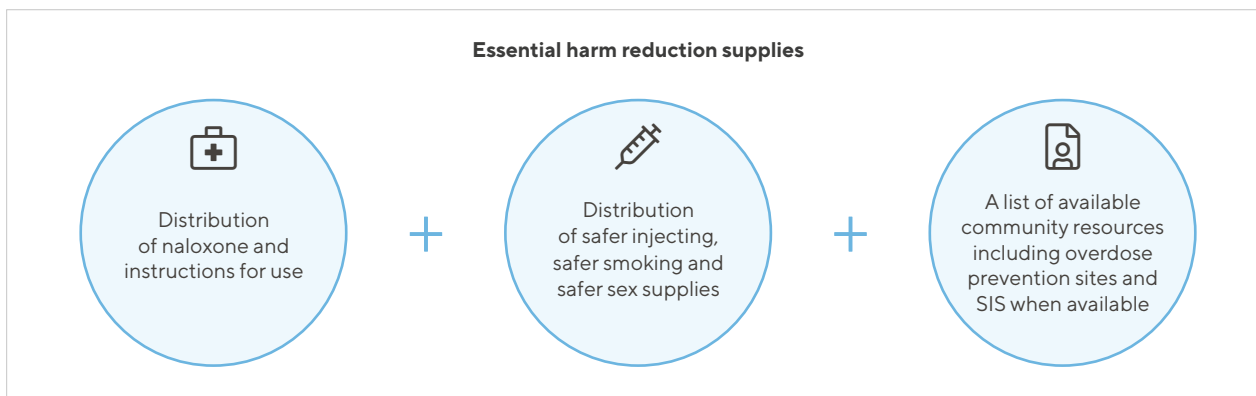 Essential harm reduction supplies
Distribution
of naloxone and
instructions for use
Distribution
of safer injecting,
safer smoking and
safer sex supplies
A list of available
community resources
including overdose
prevention sites and
SIS when available